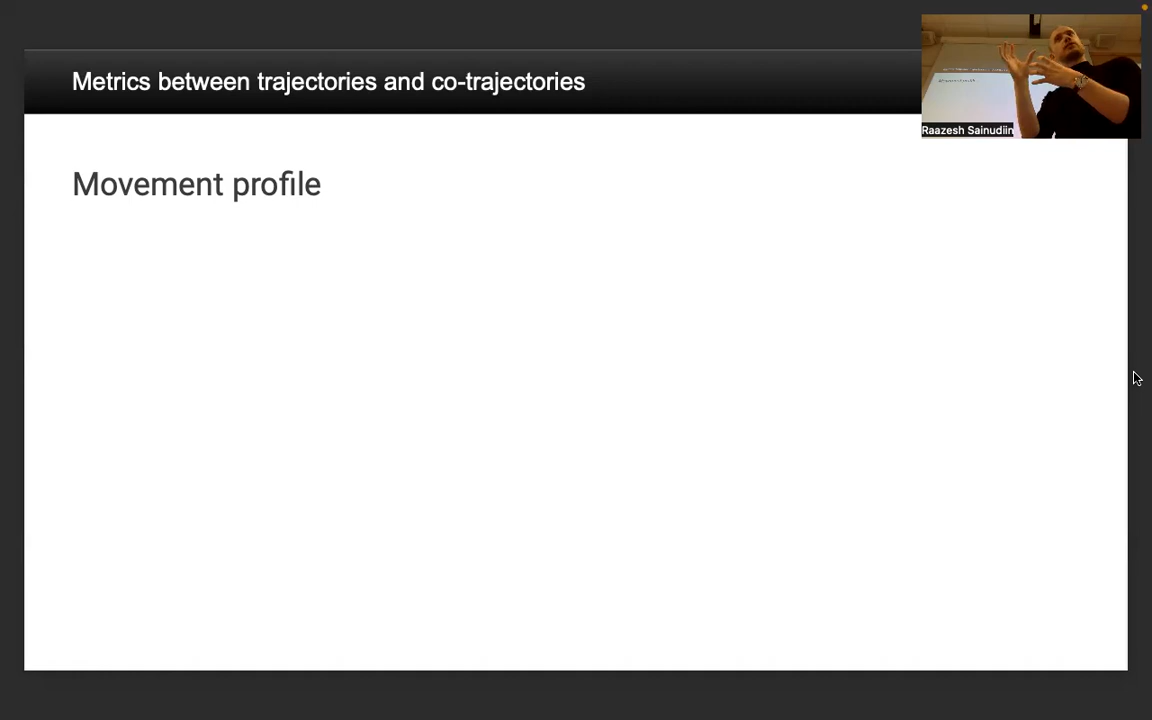 Metrics between trajectories and co-trajectories
Raazesh Sainudiin
Movement profile